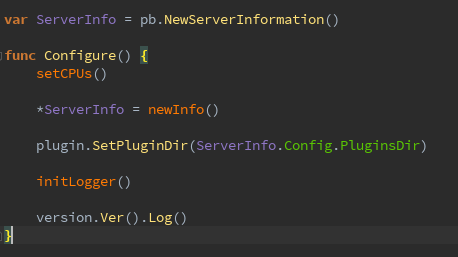 var ServerInfo = pb.NewServerInformation()
func Configure() {
setCPUs()
*ServerInfo = newInfo()
plugin.SetPluginDir(ServerInfo.Config.PluginsDir)
initLogger()
version.Ver().Log()
}